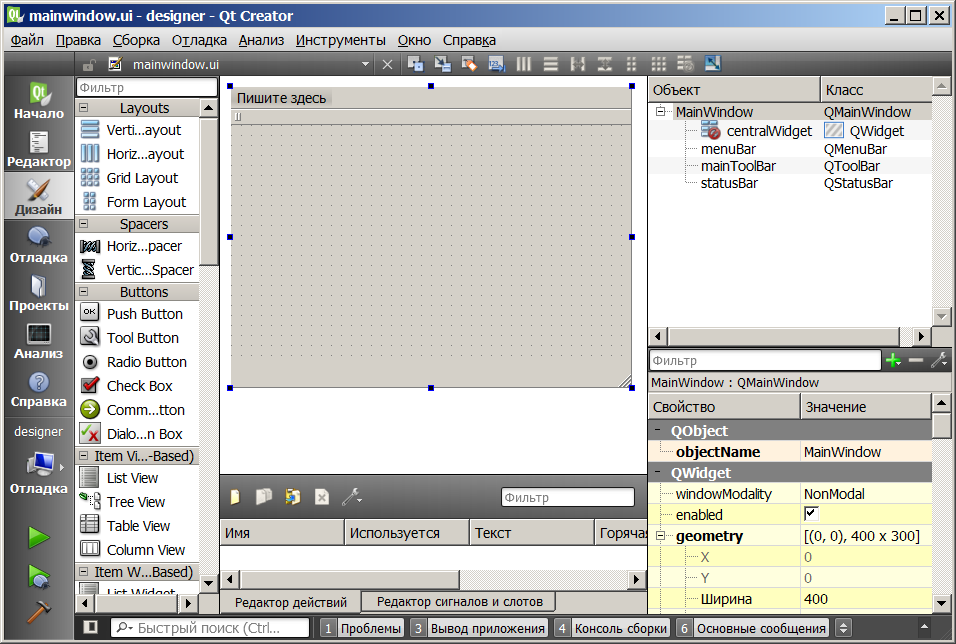 mainwindow.ui - designer - Qt Creator
Файл Правка Сборка Отладка Анализ Инструменты Окно Справка
mainwindow.ui
Начало
Редактор
Дизайн
Отладка
Проекты
Анализ
Справка
designer
Отладка
Фильтр
Layouts
Verti...ayout
Horiz...ayout
Grid Layout
Form Layout
Spacers
Horiz...pacer
Vertic...Spacer
Buttons
OK Push Button
Tool Button
Radio Button
Check Box
Comm...tton
Dialo...n Box
Item Vi...-Based)
List View
Tree View
Table View
Column View
Item W...Based)
List Widget
Пишите здесь
Фильтр
Имя Используется Текст Горячая
Редактор действий Редактор сигналов и слотов
Объект Класс
MainWindow QMainWindow
centralWidget QWidget
menuBar QMenuBar
mainToolBar QToolBar
statusBar QStatusBar
Фильтр
MainWindow : QMainWindow
Свойство Значение
QObject
objectName MainWindow
QWidget
windowModality NonModal
enabled
geometry [(0, 0), 400 x 300]
X 0
Y 0
Ширина 400
Быстрый поиск (Ctrl... 1 Проблемы 3 Вывод приложения 4 Консоль сборки 6 Основные сообщения